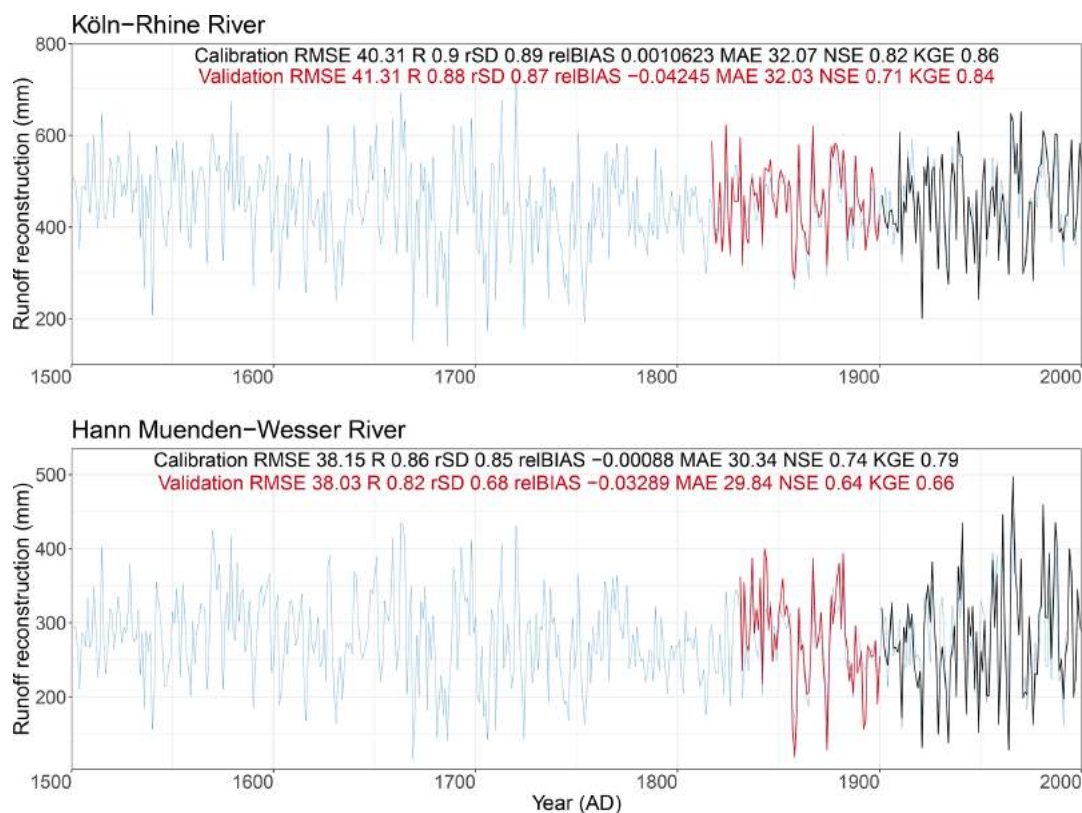 Köln−Rhine River
Calibration RMSE 40.31 R 0.9 rSD 0.89 relBIAS 0.0010623 MAE 32.07 NSE 0.82 KGE 0.86
Validation RMSE 41.31 R 0.88 rSD 0.87 relBIAS −0.04245 MAE 32.03 NSE 0.71 KGE 0.84
Runoff reconstruction (mm)
800
600
400
200
1500 1600 1700 1800 1900 2000
Hann Muenden−Wesser River
Calibration RMSE 38.15 R 0.86 rSD 0.85 relBIAS −0.00088 MAE 30.34 NSE 0.74 KGE 0.79
Validation RMSE 38.03 R 0.82 rSD 0.68 relBIAS −0.03289 MAE 29.84 NSE 0.64 KGE 0.66
Runoff reconstruction (mm)
500
400
300
200
1500 1600 1700 1800 1900 2000
Year (AD)